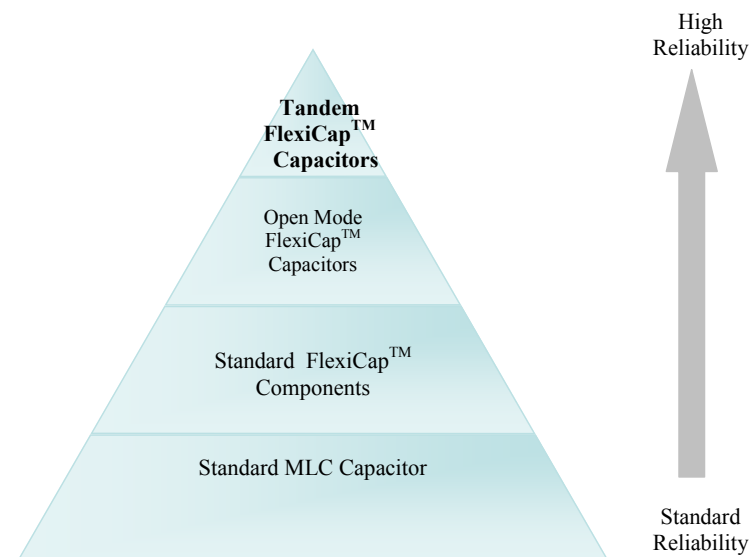 High
Reliability
Tandem
FlexiCap™
Capacitors
Open Mode
FlexiCap™
Capacitors
Standard FlexiCap™
Components
Standard MLC Capacitor
Standard
Reliability